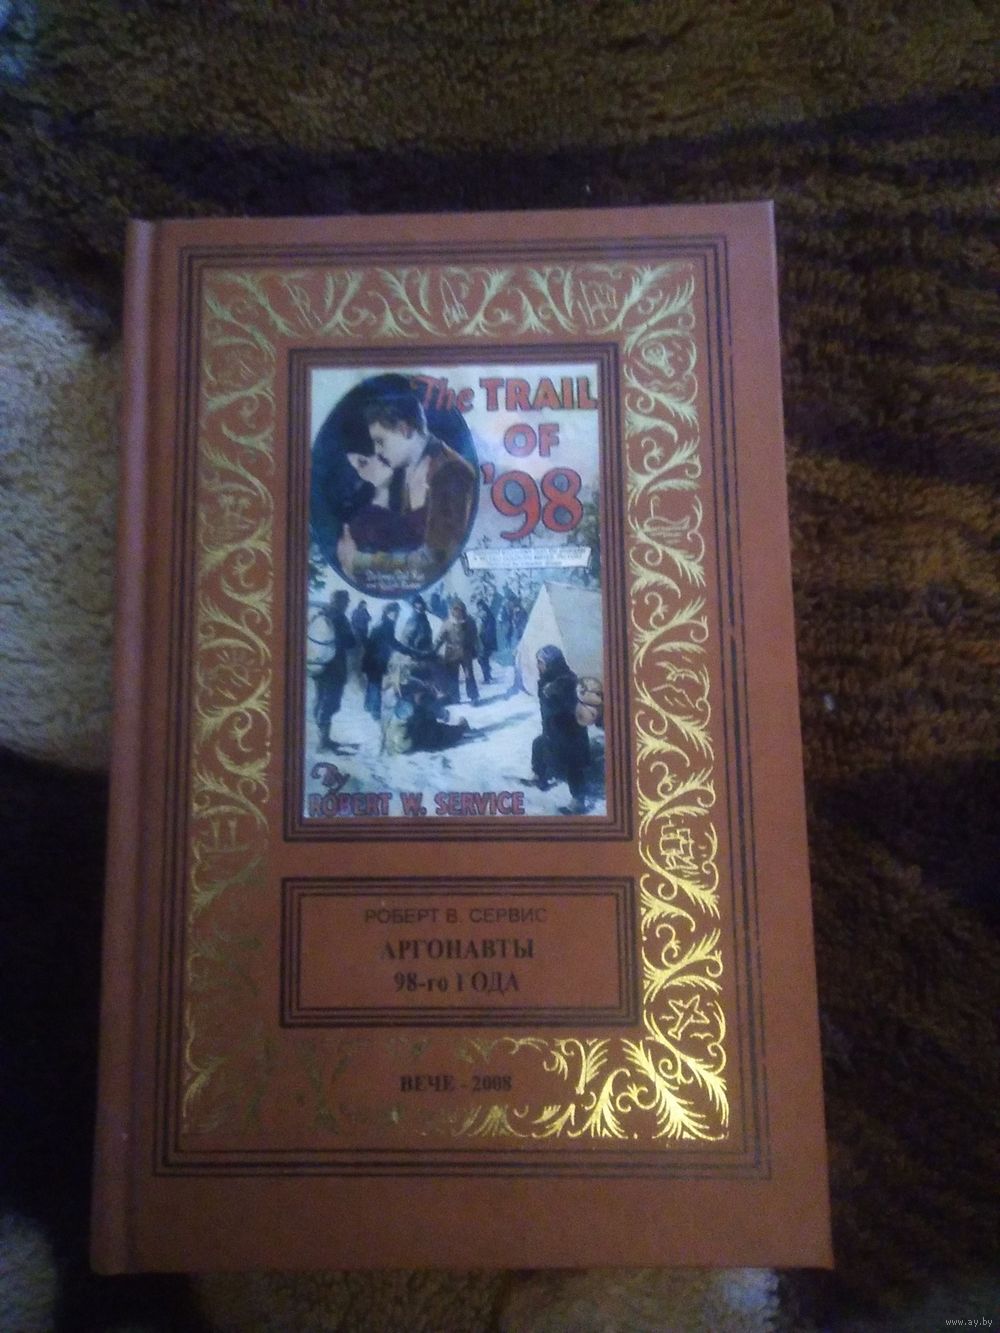 The TRAIL
OF
'98
By
ROBERT W. SERVICE
РОБЕРТ В. СЕРВИС
АРГОНАВТЫ
98-го ГОДА
ВЕЧЕ - 2008
www.ay.by